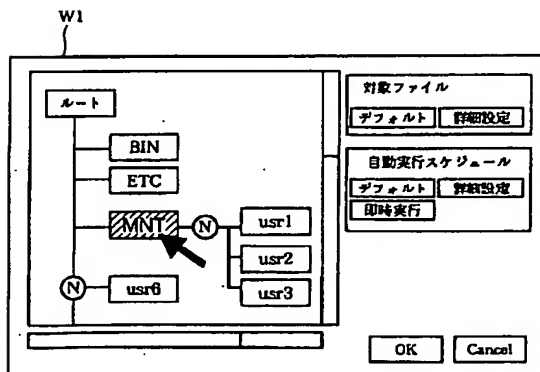 W1
ルート
BIN
ETC
MNT
N
usr1
usr2
usr3
N
usr6
対象ファイル
デフォルト 詳細設定
自動実行スケジュール
デフォルト 詳細設定
即時実行
OK Cancel